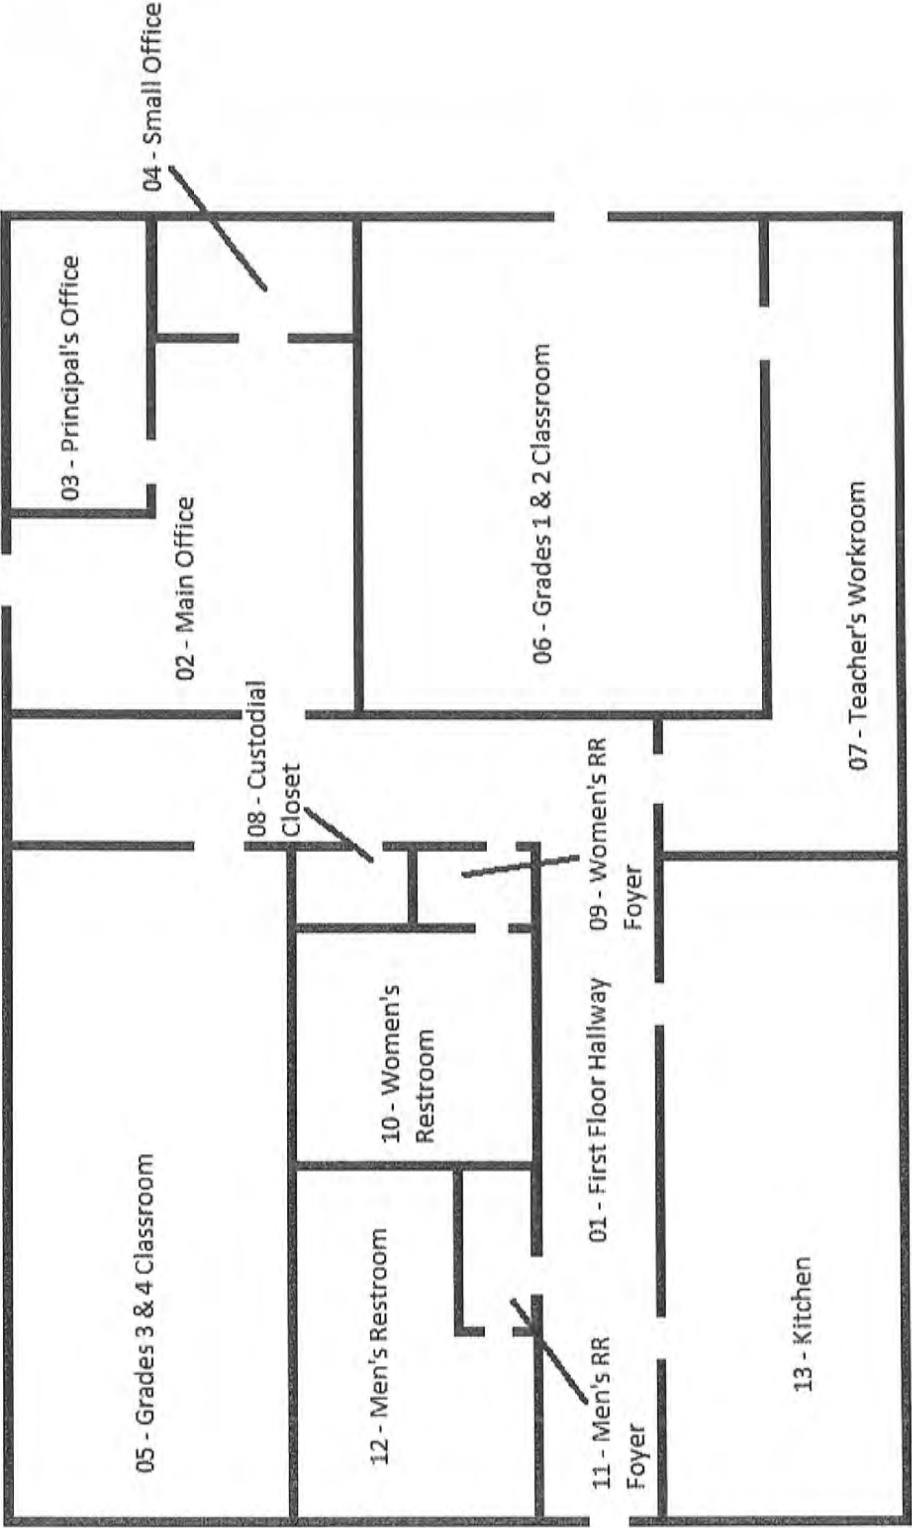 05 - Grades 3 & 4 Classroom
02 - Main Office
03 - Principal's Office
04 - Small Office
08 - Custodial
Closet
12 - Men's Restroom
10 - Women's
Restroom
06 - Grades 1 & 2 Classroom
11 - Men's RR
Foyer
01 - First Floor Hallway
09 - Women's RR
Foyer
13 - Kitchen
07 - Teacher's Workroom